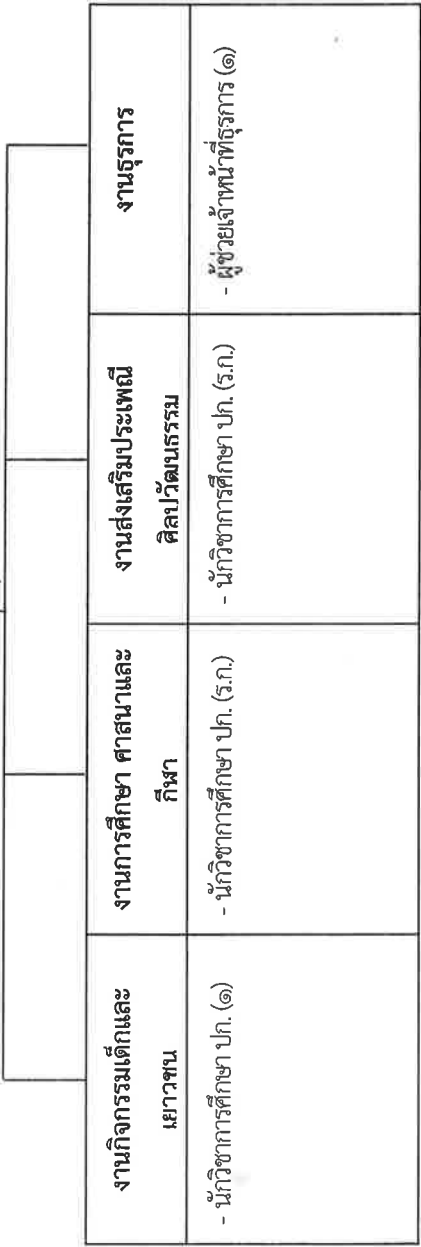 งานกิจกรรมเด็กและ
เยาวชน
- นักวิชาการศึกษา ปก. (๑)
งานการศึกษา ศาสนาและ
กีฬา
- นักวิชาการศึกษา ปก. (ร.ก.)
งานส่งเสริมประเพณี
ศิลปวัฒนธรรม
- นักวิชาการศึกษา ปก. (ร.ก.)
งานธุรการ
- ผู้ช่วยเจ้าหน้าที่ธุรการ (๑)